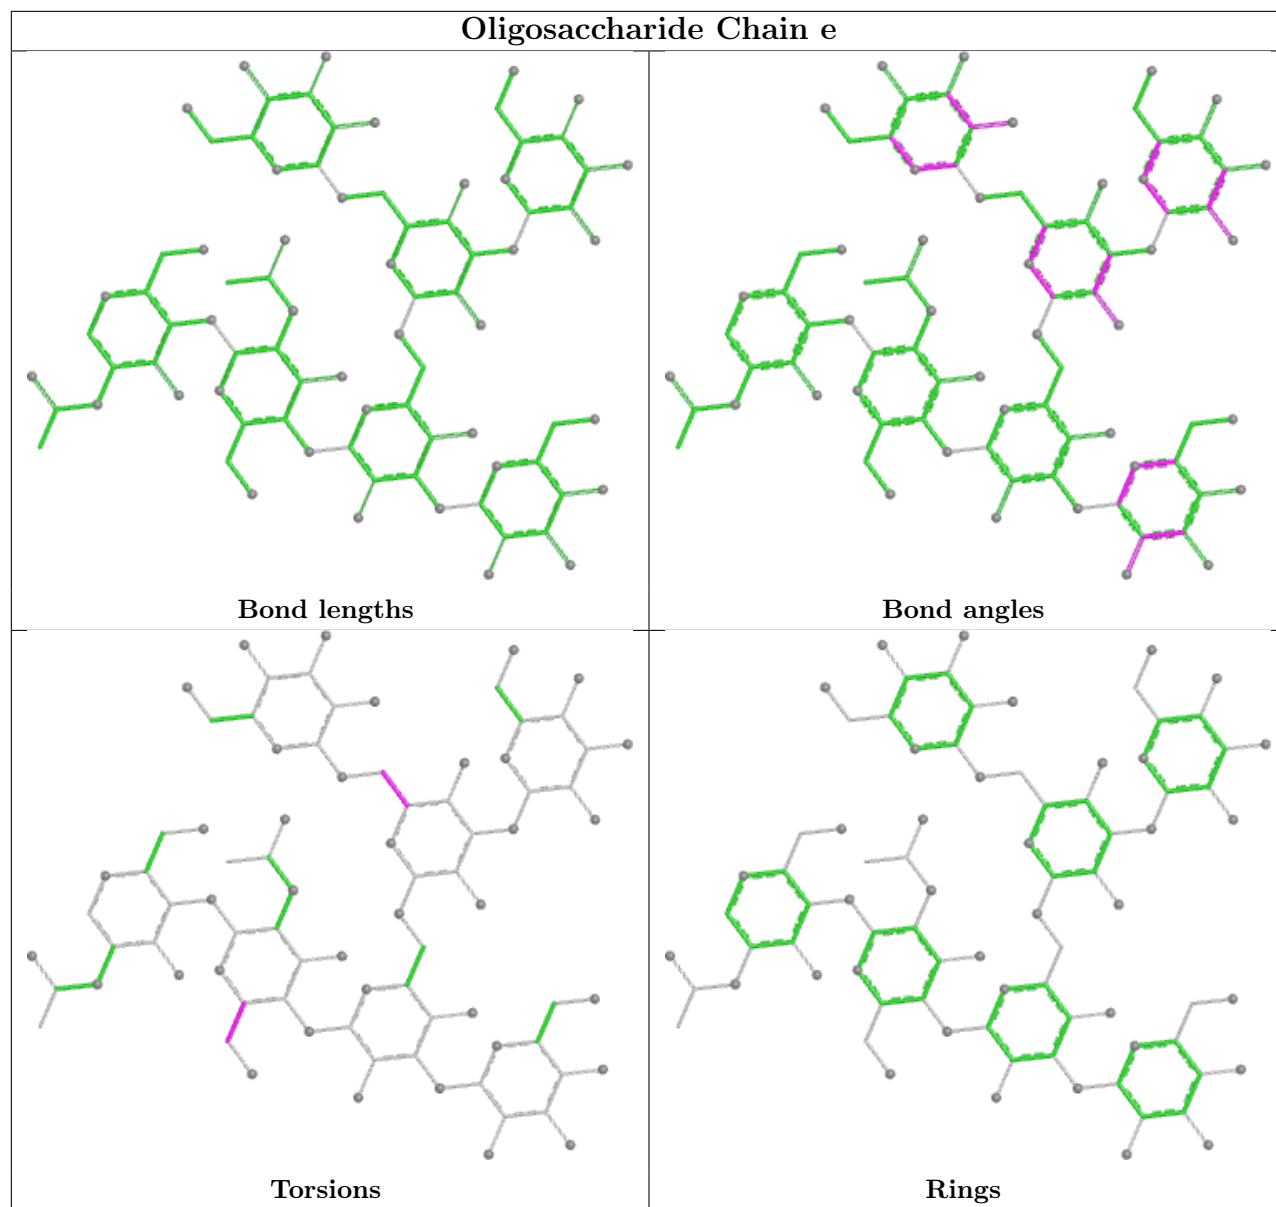 Oligosaccharide Chain e
Bond lengths
Bond angles
Torsions
Rings